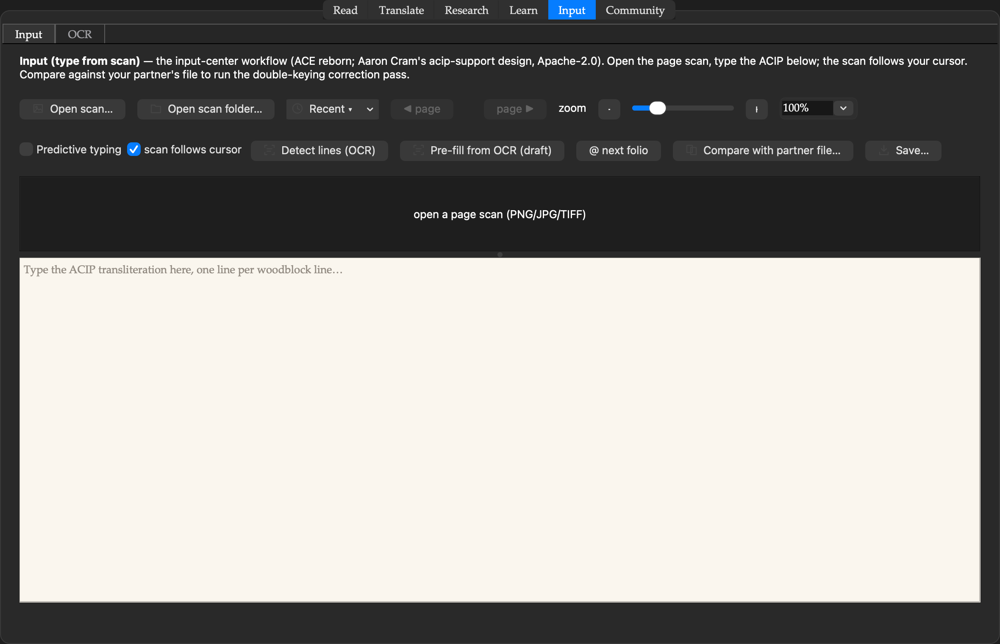 Read Translate Research Learn Input Community
Input OCR
Input (type from scan) — the input-center workflow (ACE reborn; Aaron Cram's acip-support design, Apache-2.0). Open the page scan, type the ACIP below; the scan follows your cursor.
Compare against your partner's file to run the double-keying correction pass.
Open scan... Open scan folder... Recent ▾ ◀ page page ▶ zoom - + 100%
Predictive typing scan follows cursor Detect lines (OCR) Pre-fill from OCR (draft) @ next folio Compare with partner file... Save...
open a page scan (PNG/JPG/TIFF)
Type the ACIP transliteration here, one line per woodblock line…